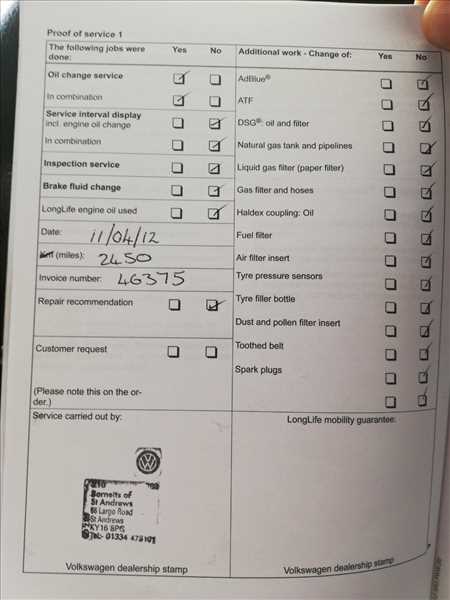 Proof of service 1
The following jobs were done: Yes No
Oil change service
In combination
Service interval display
incl. engine oil change
In combination
Inspection service
Brake fluid change
LongLife engine oil used
Date: 11/04/12
Km (miles): 2450
Invoice number: 46375
Repair recommendation
Customer request
(Please note this on the or-
der.)
Service carried out by:
St Andrews
Largo Road
St Andrews
KY16 8PG
Tel: 01334
Volkswagen dealership stamp
Additional work - Change of: Yes No
AdBlue®
ATF
DSG®: oil and filter
Natural gas tank and pipelines
Liquid gas filter (paper filter)
Gas filter and hoses
Haldex coupling: Oil
Fuel filter
Air filter insert
Tyre pressure sensors
Tyre filler bottle
Dust and pollen filter insert
Toothed belt
Spark plugs
LongLife mobility guarantee:
Volkswagen dealership stamp